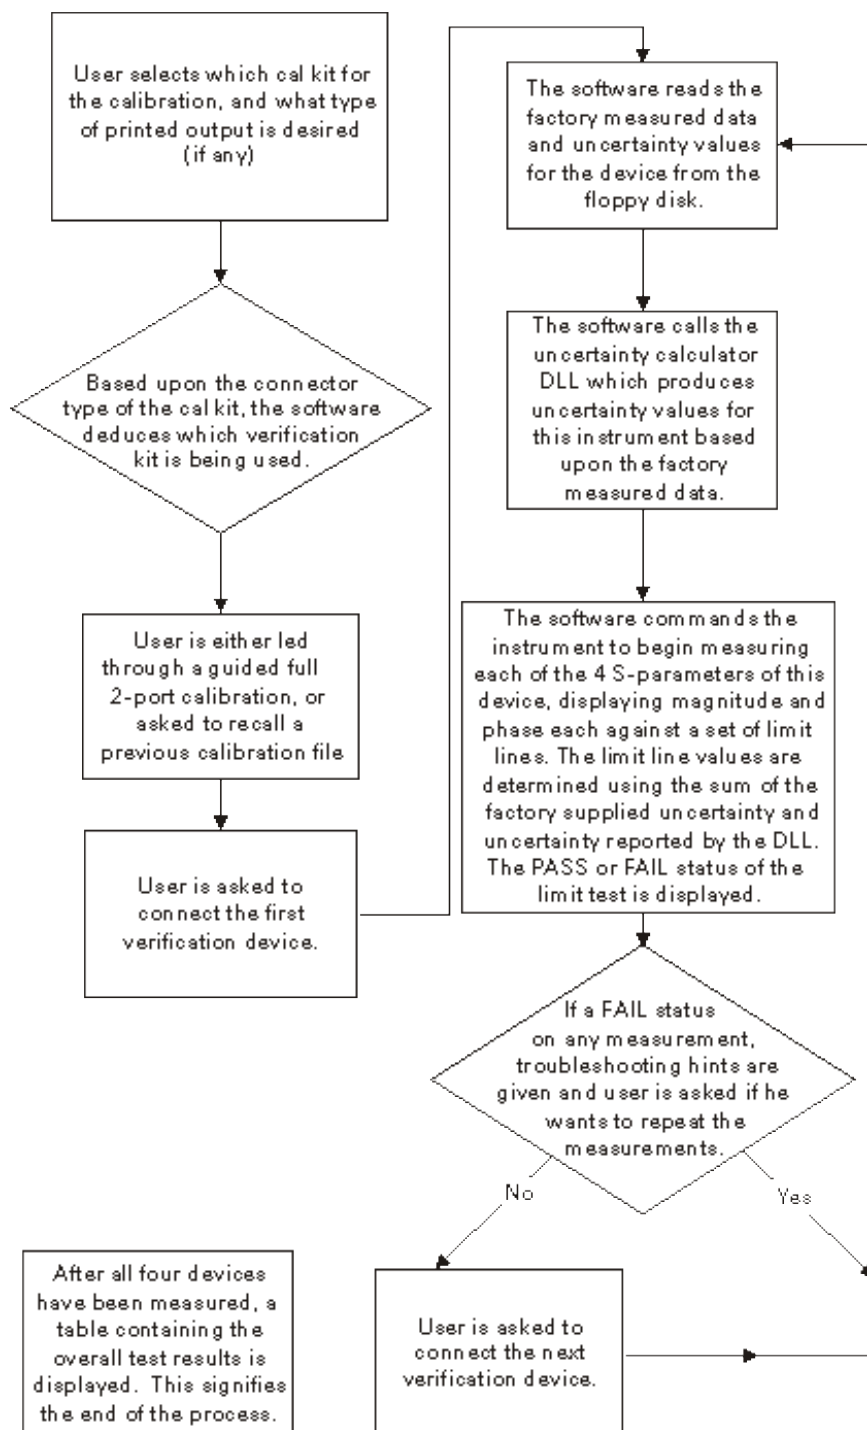 User selects which cal kit for
the calibration, and what type
of printed output is desired
(if any)
Based upon the connector
type of the cal kit, the software
deduces which verification
kit is being used.
User is either led
through a guided full
2-port calibration, or
asked to recall a
previous calibration file
User is asked to
connect the first
verification device.
The software reads the
factory measured data
and uncertainty values
for the device from the
floppy disk.
The software calls the
uncertainty calculator
DLL which produces
uncertainty values for
this instrument based
upon the factory
measured data.
The software commands the
instrument to begin measuring
each of the 4 S-parameters of this
device, displaying magnitude and
phase each against a set of limit
lines. The limit line values are
determined using the sum of the
factory supplied uncertainty and
uncertainty reported by the DLL.
The PASS or FAIL status of the
limit test is displayed.
If a FAIL status
on any measurement,
troubleshooting hints are
given and user is asked if he
wants to repeat the
measurements.
No
Yes
User is asked to
connect the next
verification device.
After all four devices
have been measured, a
table containing the
overall test results is
displayed. This signifies
the end of the process.